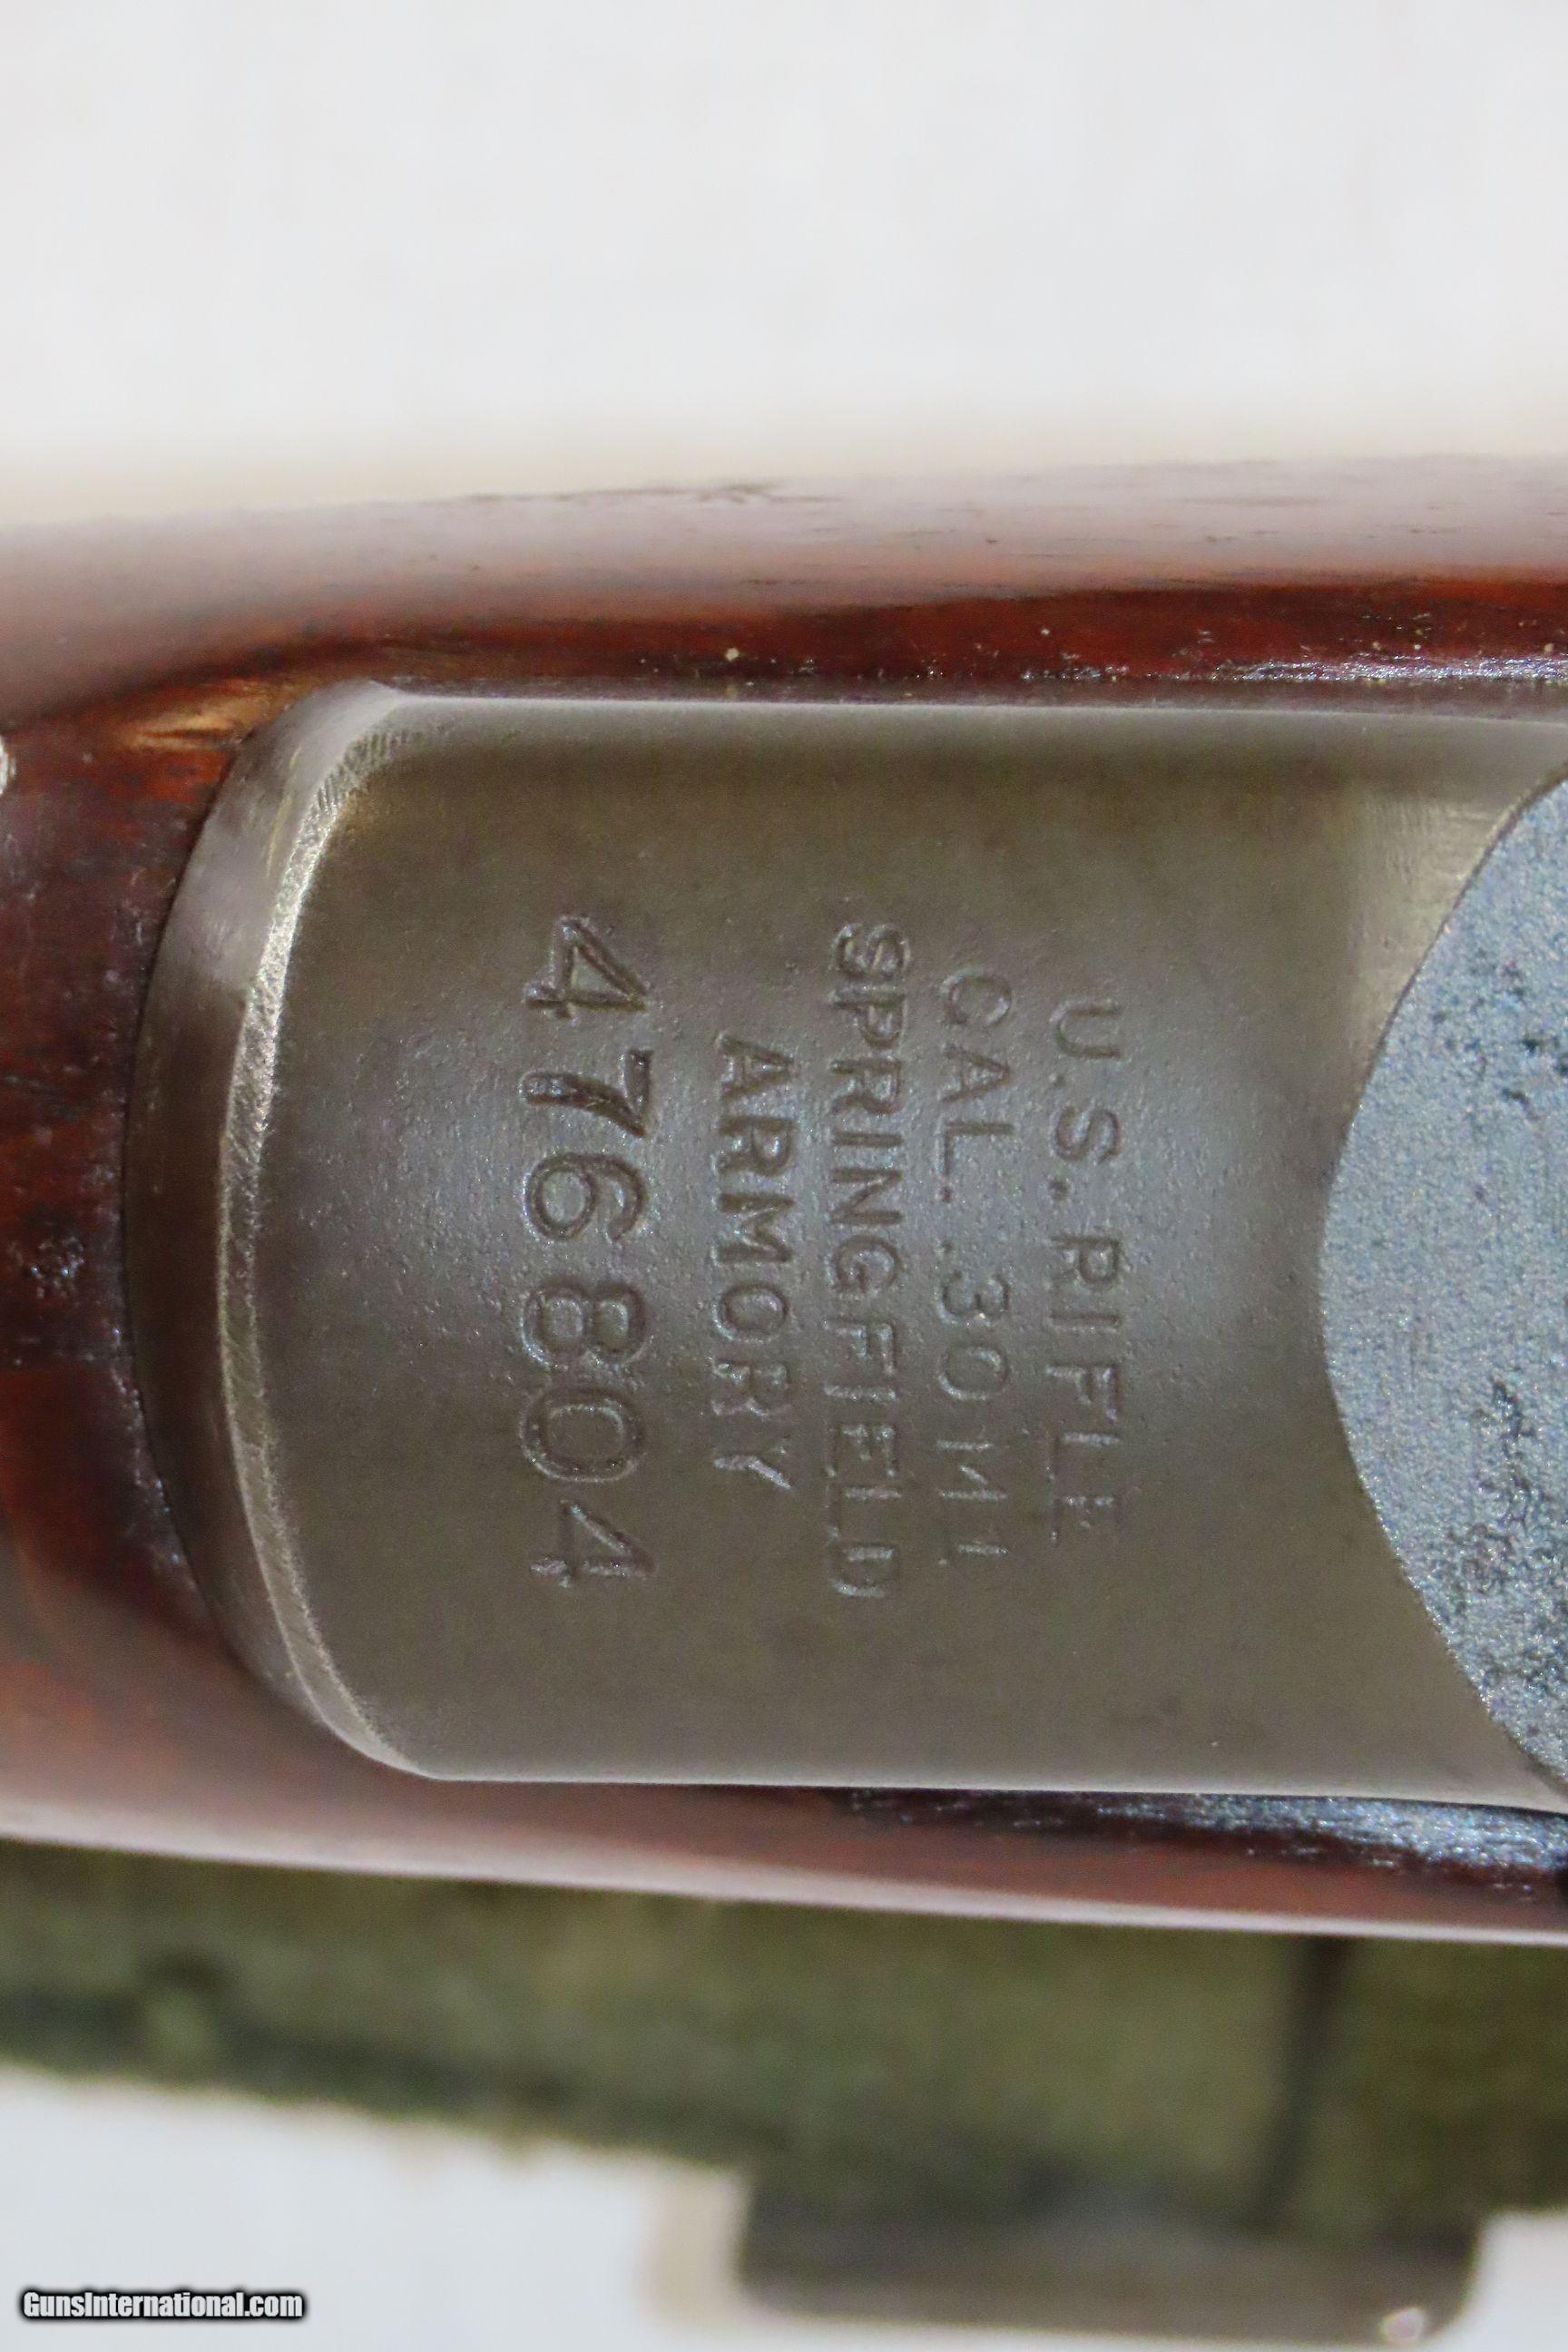 U.S. RIFLE
CAL. .30 M1
SPRINGFIELD
ARMORY
476804
GunsInternational.com